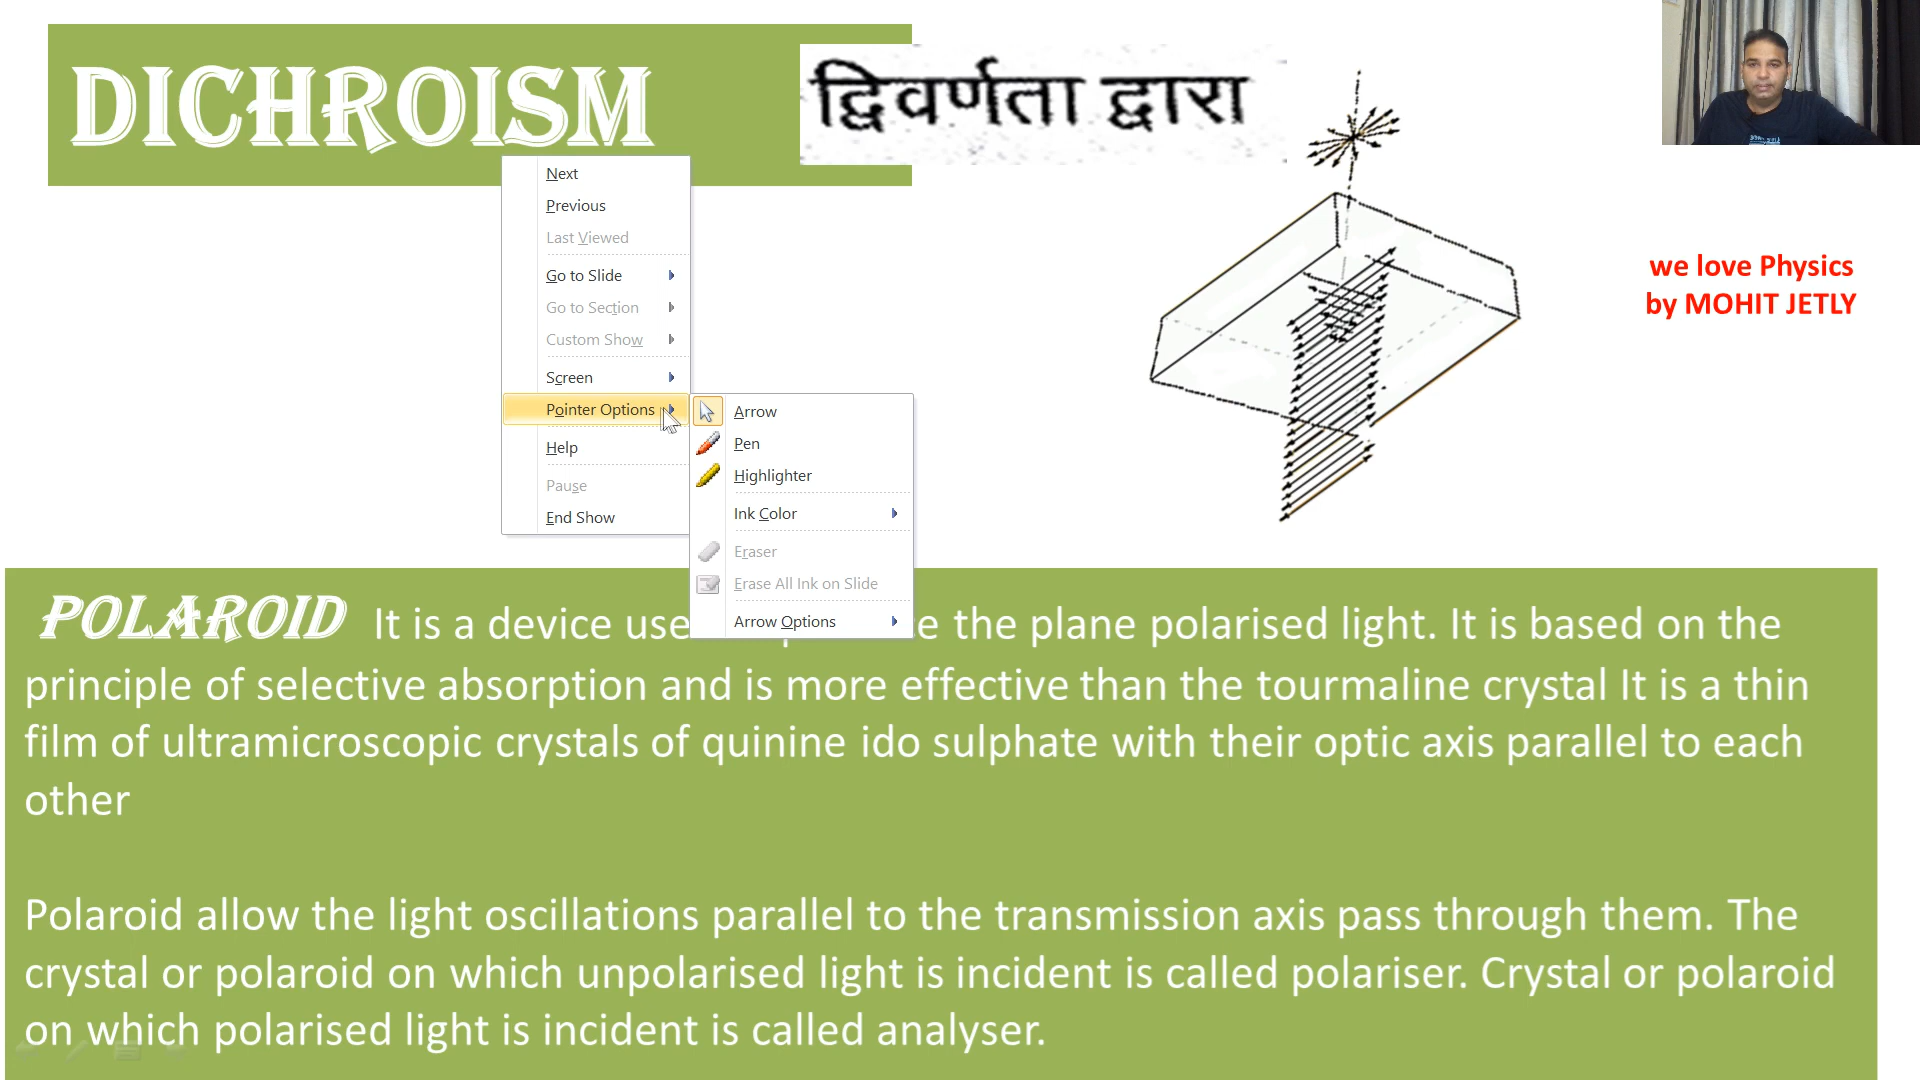 DICHROISM
द्विवर्णता द्वारा
we love Physics
by MOHIT JETLY
Next
Previous
Last Viewed
Go to Slide
Go to Section
Custom Show
Screen
Pointer Options
Help
Pause
End Show
Arrow
Pen
Highlighter
Ink Color
Eraser
Erase All Ink on Slide
Arrow Options
POLAROID It is a device use e the plane polarised light. It is based on the
principle of selective absorption and is more effective than the tourmaline crystal It is a thin
film of ultramicroscopic crystals of quinine ido sulphate with their optic axis parallel to each
other
Polaroid allow the light oscillations parallel to the transmission axis pass through them. The
crystal or polaroid on which unpolarised light is incident is called polariser. Crystal or polaroid
on which polarised light is incident is called analyser.